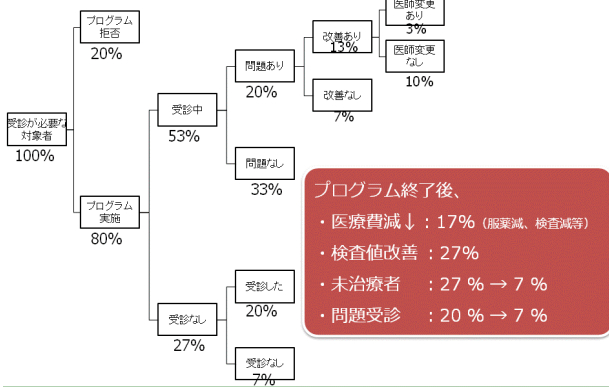 医師変更
あり
3%
プログラム
拒否
20%
改善あり
13%
医師変更
なし
10%
問題あり
20%
改善なし
7%
受診中
53%
受診が必要な
対象者
100%
問題なし
33%
プログラム
実施
80%
受診した
20%
受診なし
27%
受診なし
7%
プログラム終了後、
・医療費減↓：17%（服薬減、検査減等）
・検査値改善：27%
・未治療者　：27 % → 7 %
・問題受診　：20 % → 7 %